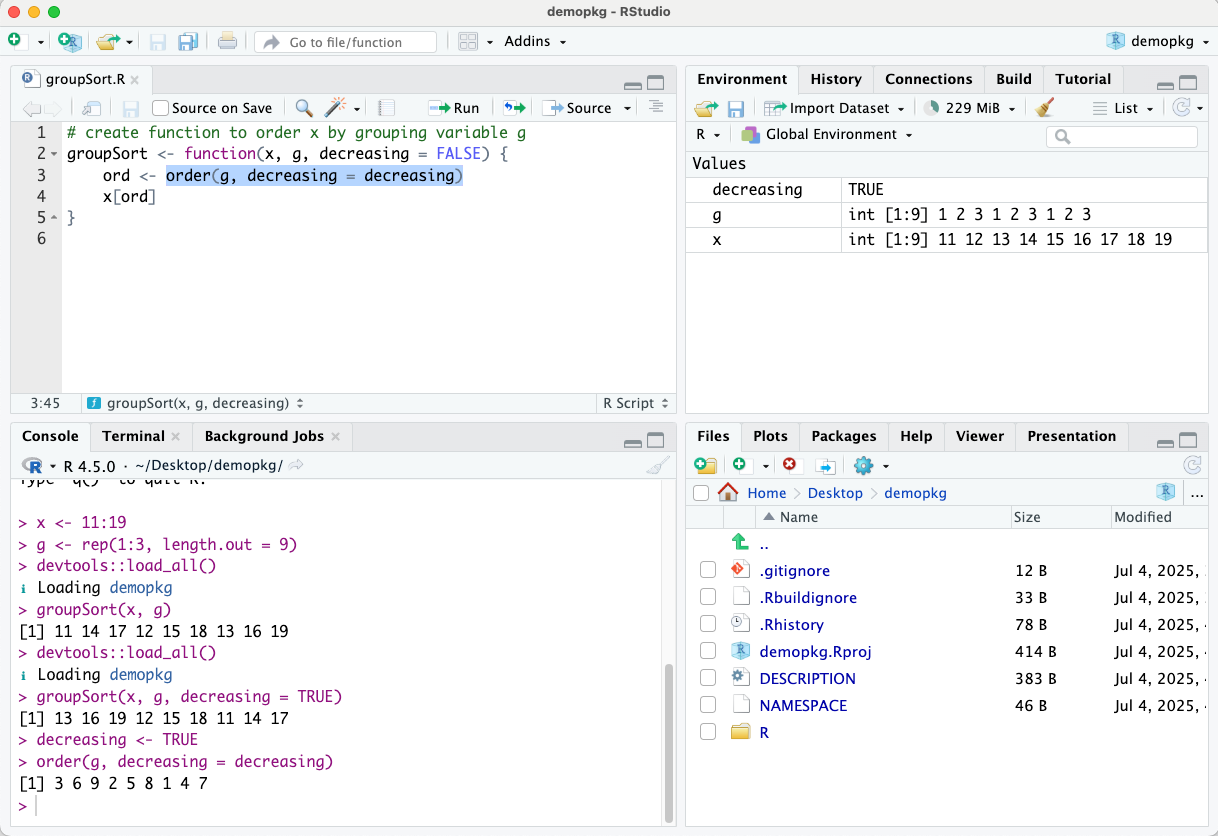 demopkg - RStudio
Go to file/function
Addins
demopkg
groupSort.R
Source on Save
Run
Source
1 # create function to order x by grouping variable g
2 groupSort <- function(x, g, decreasing = FALSE) {
3 ord <- order(g, decreasing = decreasing)
4 x[ord]
5 }
6
3:45
groupSort(x, g, decreasing)
R Script
Environment
History
Connections
Build
Tutorial
Import Dataset
229 MiB
List
R
Global Environment
Values
decreasing TRUE
g int [1:9] 1 2 3 1 2 3 1 2 3
x int [1:9] 11 12 13 14 15 16 17 18 19
Console
Terminal
Background Jobs
R 4.5.0 · ~/Desktop/demopkg/
Type 'q()' to quit R.
> x <- 11:19
> g <- rep(1:3, length.out = 9)
> devtools::load_all()
ℹ Loading demopkg
> groupSort(x, g)
[1] 11 14 17 12 15 18 13 16 19
> devtools::load_all()
ℹ Loading demopkg
> groupSort(x, g, decreasing = TRUE)
[1] 13 16 19 12 15 18 11 14 17
> decreasing <- TRUE
> order(g, decreasing = decreasing)
[1] 3 6 9 2 5 8 1 4 7
>
Files
Plots
Packages
Help
Viewer
Presentation
Home
Desktop
demopkg
...
Name Size Modified
..
.gitignore 12 B Jul 4, 2025,
.Rbuildignore 33 B Jul 4, 2025,
.Rhistory 78 B Jul 4, 2025,
demopkg.Rproj 414 B Jul 4, 2025,
DESCRIPTION 383 B Jul 4, 2025,
NAMESPACE 46 B Jul 4, 2025,
R